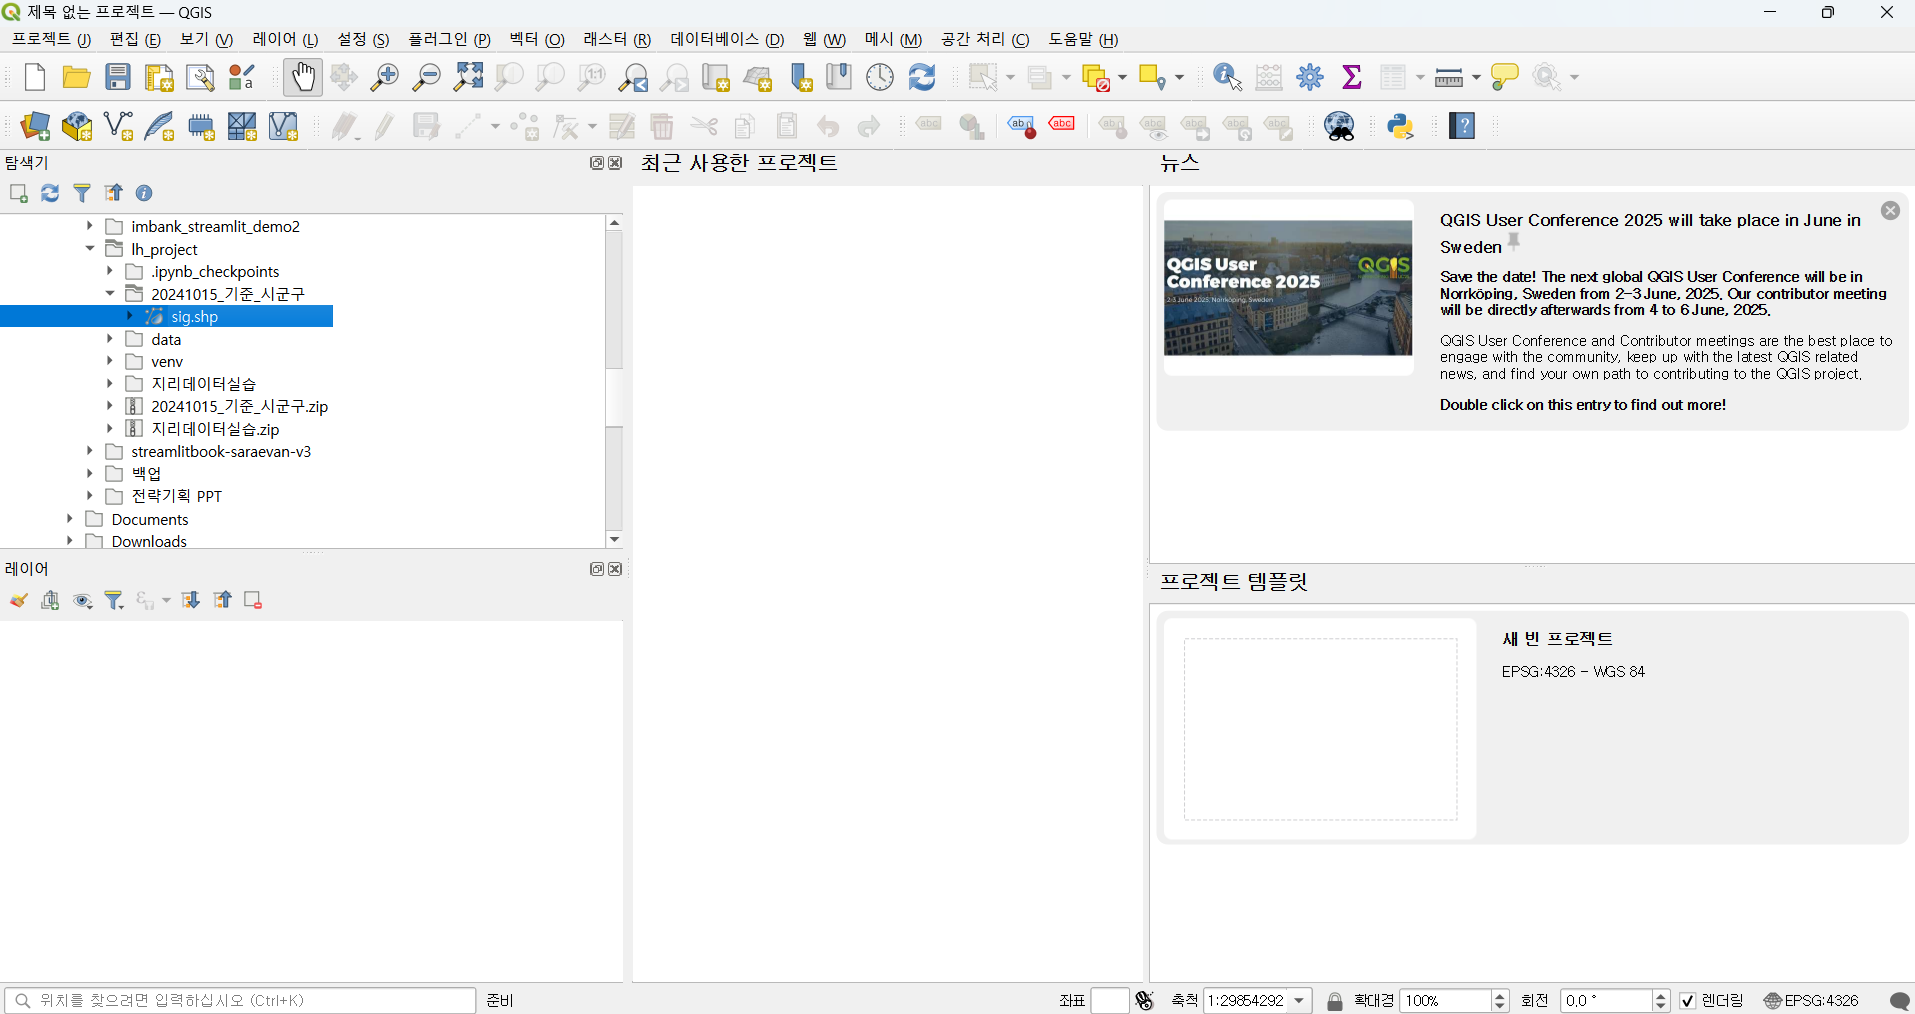 제목 없는 프로젝트 — QGIS
프로젝트 (J) 편집 (E) 보기 (V) 레이어 (L) 설정 (S) 플러그인 (P) 벡터 (O) 래스터 (R) 데이터베이스 (D) 웹 (W) 메시 (M) 공간 처리 (C) 도움말 (H)
탐색기
imbank_streamlit_demo2
lh_project
.ipynb_checkpoints
20241015_기준_시군구
sig.shp
data
venv
지리데이터실습
20241015_기준_시군구.zip
지리데이터실습.zip
streamlitbook-saraevan-v3
백업
전략기획 PPT
Documents
Downloads
레이어
최근 사용한 프로젝트
뉴스
QGIS User
Conference 2025
2-3 June 2025, Norrköping, Sweden
QGIS
QGIS User Conference 2025 will take place in June in
Sweden
Save the date! The next global QGIS User Conference will be in
Norrköping, Sweden from 2-3 June, 2025. Our contributor meeting
will be directly afterwards from 4 to 6 June, 2025.
QGIS User Conference and Contributor meetings are the best place to
engage with the community, keep up with the latest QGIS related
news, and find your own path to contributing to the QGIS project.
Double click on this entry to find out more!
프로젝트 템플릿
새 빈 프로젝트
EPSG:4326 - WGS 84
위치를 찾으려면 입력하십시오 (Ctrl+K) 준비 좌표 축척 1:29854292 확대경 100% 회전 0.0 ° 렌더링 EPSG:4326